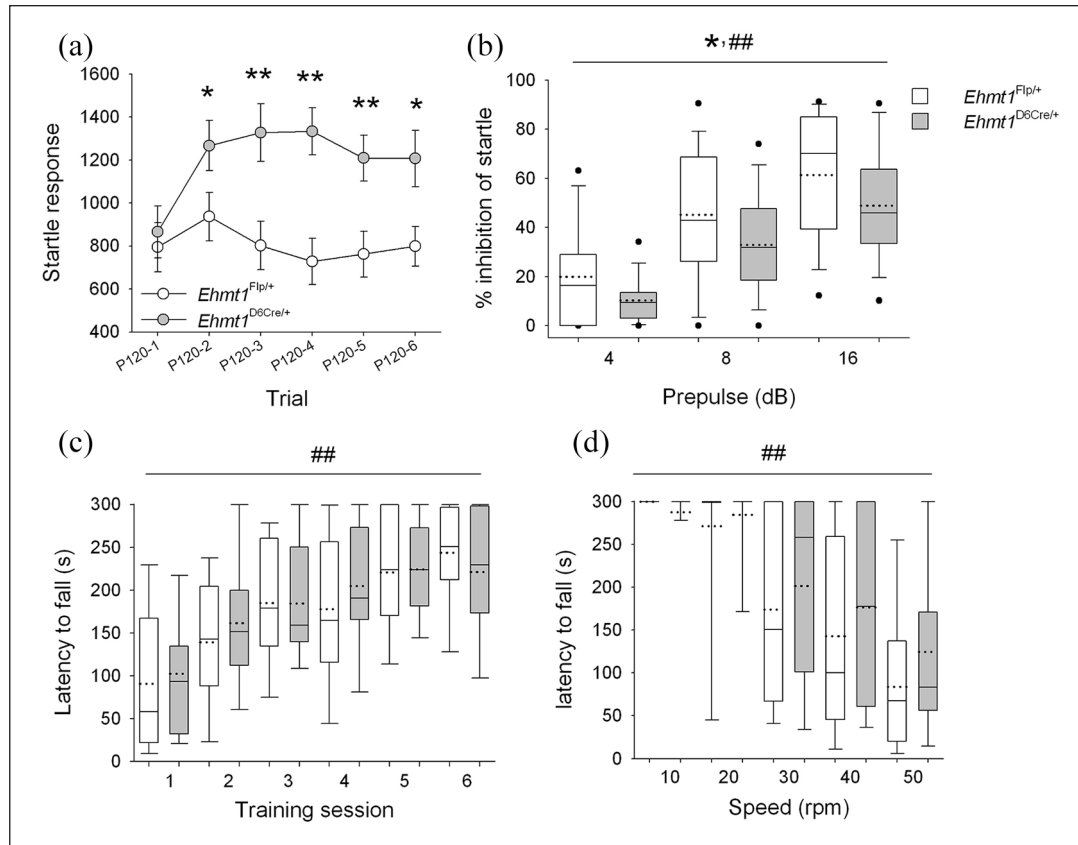 (a)
1600
1400
1200
1000
800
600
400
Startle response
* ** ** ** *
Ehmt1Flp/+
Ehmt1D6Cre/+
P120-1 P120-2 P120-3 P120-4 P120-5 P120-6
Trial
(b)
*,##
100
80
60
40
20
0
% inhibition of startle
4 8 16
Prepulse (dB)
Ehmt1Flp/+
Ehmt1D6Cre/+
(c)
##
300
250
200
150
100
50
0
Latency to fall (s)
1 2 3 4 5 6
Training session
(d)
##
300
250
200
150
100
50
0
latency to fall (s)
10 20 30 40 50
Speed (rpm)